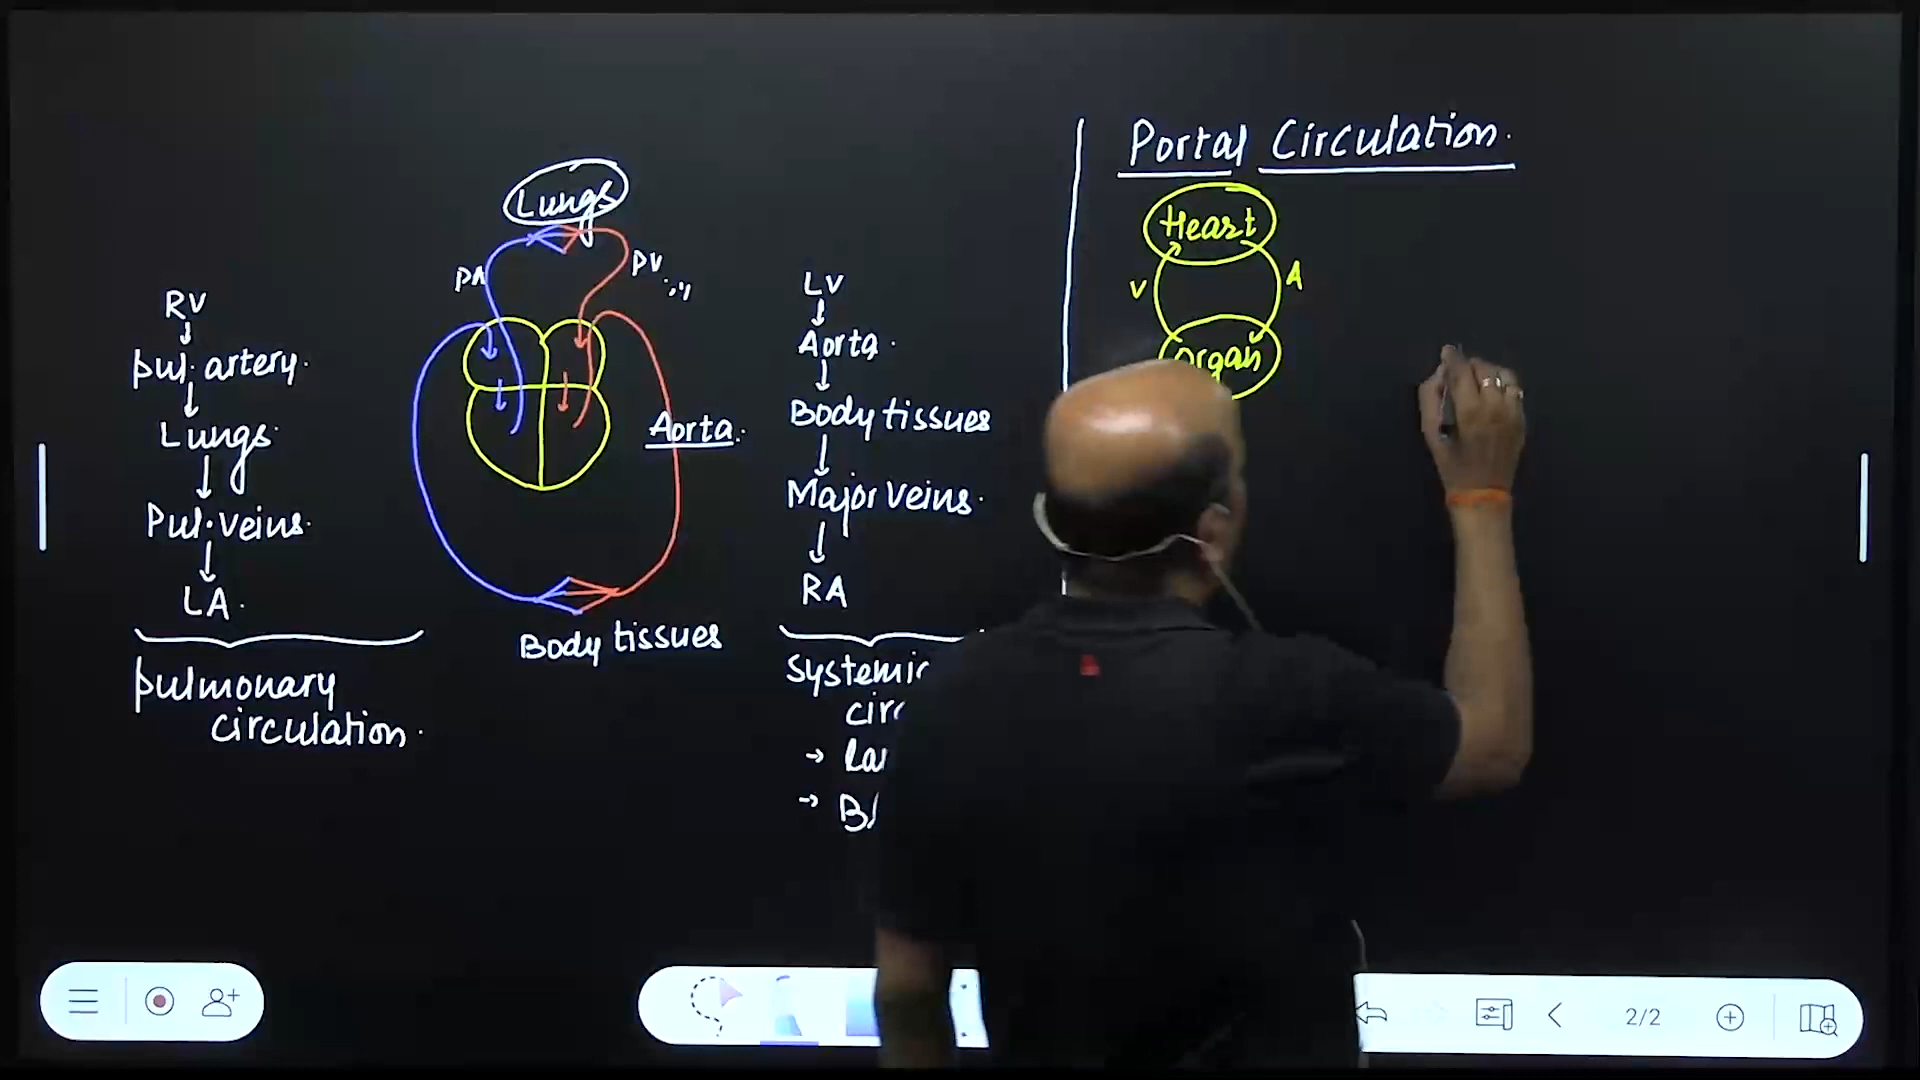 Portal Circulation.
Lungs
PA
PV
RV
pul. artery.
Lungs
Pul. veins.
LA.
pulmonary
circulation.
Aorta.
Body tissues
LV
Aorta.
Body tissues
Major veins.
RA
Heart
V
A
organ
2/2